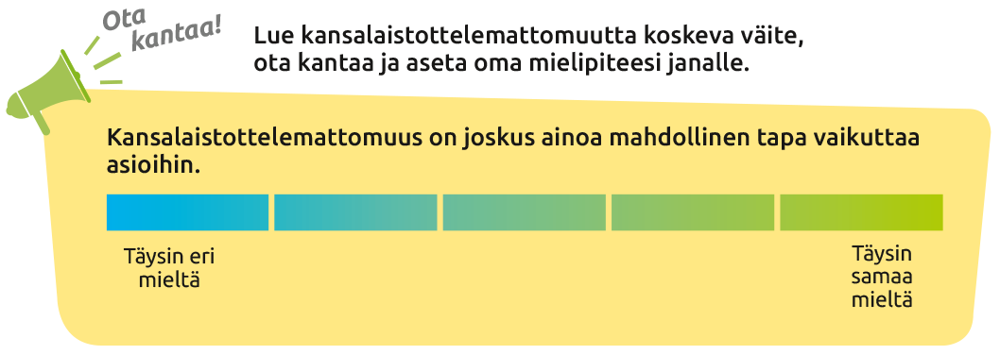 Ota
kantaa!
Lue kansalaistottelemattomuutta koskeva väite,
ota kantaa ja aseta oma mielipiteesi janalle.
Kansalaistottelemattomuus on joskus ainoa mahdollinen tapa vaikuttaa
asioihin.
Täysin eri
mieltä
Täysin
samaa
mieltä